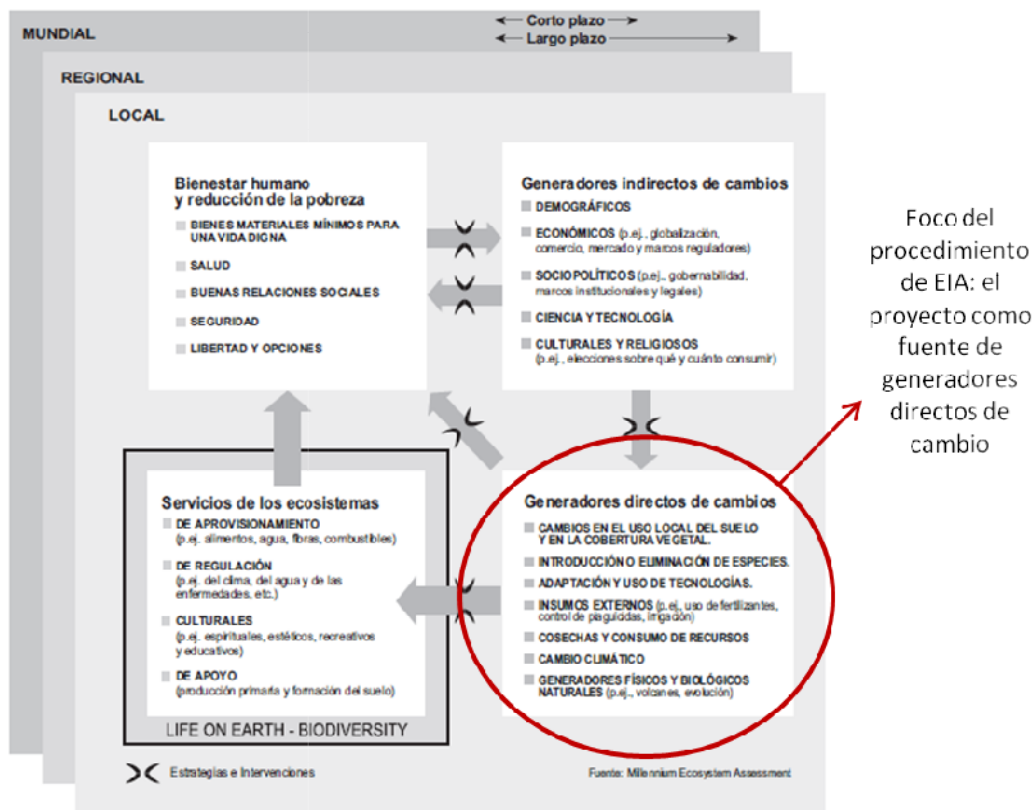 MUNDIAL
Corto plazo
Largo plazo
REGIONAL
LOCAL
Bienestar humano
y reducción de la pobreza
BIENES MATERIALES MÍNIMOS PARA
UNA VIDA DIGNA
SALUD
BUENAS RELACIONES SOCIALES
SEGURIDAD
LIBERTAD Y OPCIONES
Generadores indirectos de cambios
DEMOGRÁFICOS
ECONÓMICOS (p.ej., globalización,
comercio, mercado y marcos reguladores)
SOCIOPOLÍTICOS (p.ej., gobernabilidad,
marcos institucionales y legales)
CIENCIA Y TECNOLOGÍA
CULTURALES Y RELIGIOSOS
(p.ej., elecciones sobre qué y cuánto consumir)
Foco del
procedimiento
de EIA: el
proyecto como
fuente de
generadores
directos de
cambio
Servicios de los ecosistemas
DE APROVISIONAMIENTO
(p.ej. alimentos, agua, fibras, combustibles)
DE REGULACIÓN
(p.ej. del clima, del agua y de las
enfermedades, etc.)
CULTURALES
(p.ej. espirituales, estéticos, recreativos
y educativos)
DE APOYO
(producción primaria y formación del suelo)
LIFE ON EARTH - BIODIVERSITY
Generadores directos de cambios
CAMBIOS EN EL USO LOCAL DEL SUELO
Y EN LA COBERTURA VEGETAL.
INTRODUCCIÓN O ELIMINACIÓN DE ESPECIES.
ADAPTACIÓN Y USO DE TECNOLOGÍAS.
INSUMOS EXTERNOS (p.ej., uso de fertilizantes,
control de plaguicidas, irrigación)
COSECHAS Y CONSUMO DE RECURSOS
CAMBIO CLIMÁTICO
GENERADORES FÍSICOS Y BIOLÓGICOS
NATURALES (p.ej., volcanes, evolución)
Estrategias e Intervenciones
Fuente: Millennium Ecosystem Assessment